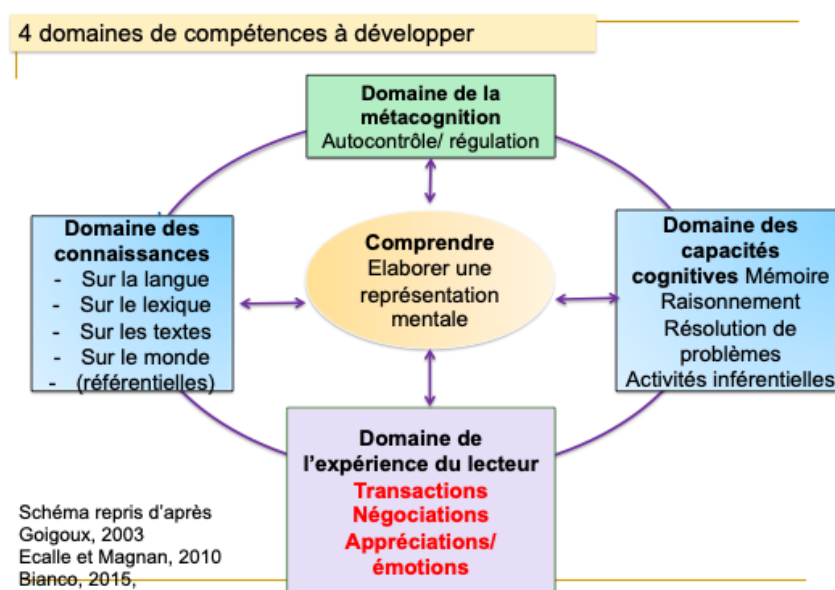 4 domaines de compétences à développer
Domaine de la
métacognition
Autocontrôle/ régulation
Domaine des
connaissances
- Sur la langue
- Sur le lexique
- Sur les textes
- Sur le monde
- (référentielles)
Comprendre
Elaborer une
représentation
mentale
Domaine des
capacités
cognitives Mémoire
Raisonnement
Résolution de
problèmes
Activités inférentielles
Domaine de
l'expérience du lecteur
Transactions
Négociations
Appréciations/
émotions
Schéma repris d'après
Goigoux, 2003
Ecalle et Magnan, 2010
Bianco, 2015,